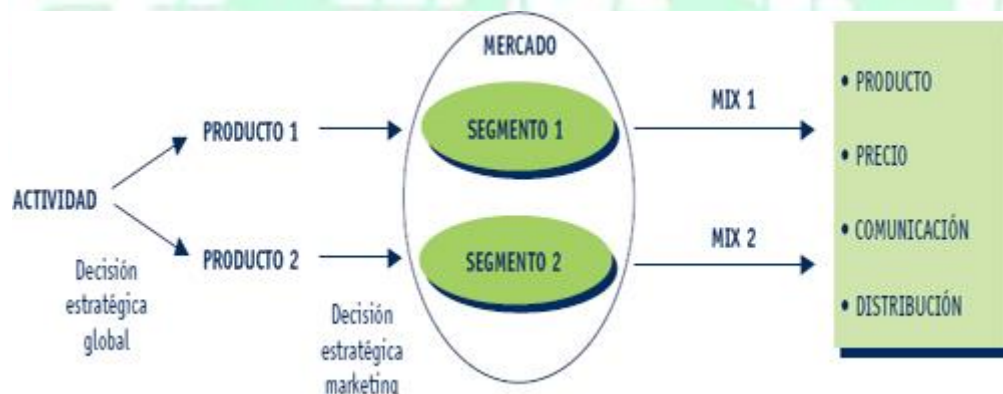 MERCADO
PRODUCTO 1
SEGMENTO 1
MIX 1
ACTIVIDAD
PRODUCTO 2
SEGMENTO 2
MIX 2
Decisión
estratégica
global
Decisión
estratégica
marketing
• PRODUCTO
• PRECIO
• COMUNICACIÓN
• DISTRIBUCIÓN